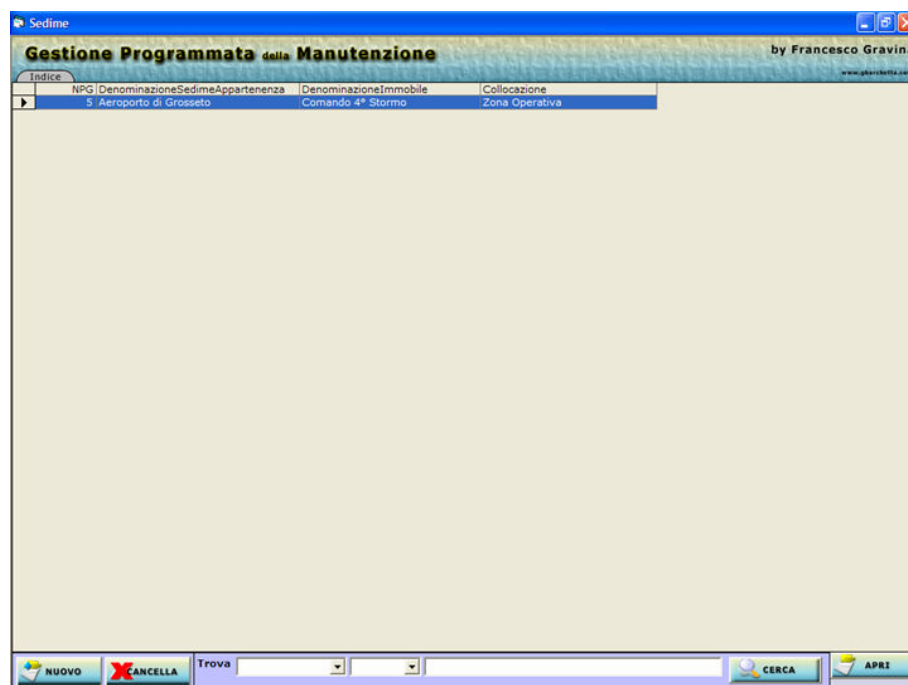 Sedime
Gestione Programmata della Manutenzione
by Francesco Gravin
Indice
NPG DenominazioneSedimeAppartenenza DenominazioneImmobile Collocazione
5 Aeroporto di Grosseto Comando 4° Stormo Zona Operativa
NUOVO CANCELLA Trova CERCA APRI